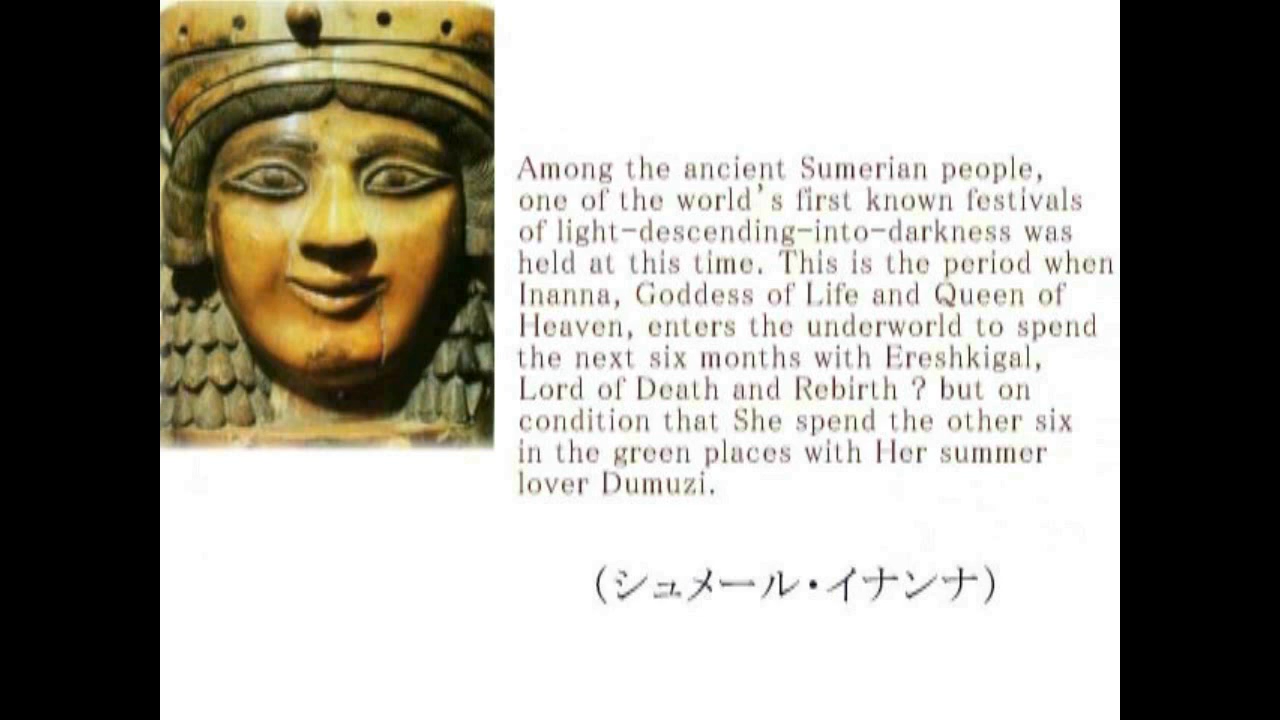 Among the ancient Sumerian people,
one of the world's first known festivals
of light-descending-into-darkness was
held at this time. This is the period when
Inanna, Goddess of Life and Queen of
Heaven, enters the underworld to spend
the next six months with Ereshkigal,
Lord of Death and Rebirth ? but on
condition that She spend the other six
in the green places with Her summer
lover Dumuzi.
(シュメール・イナンナ)